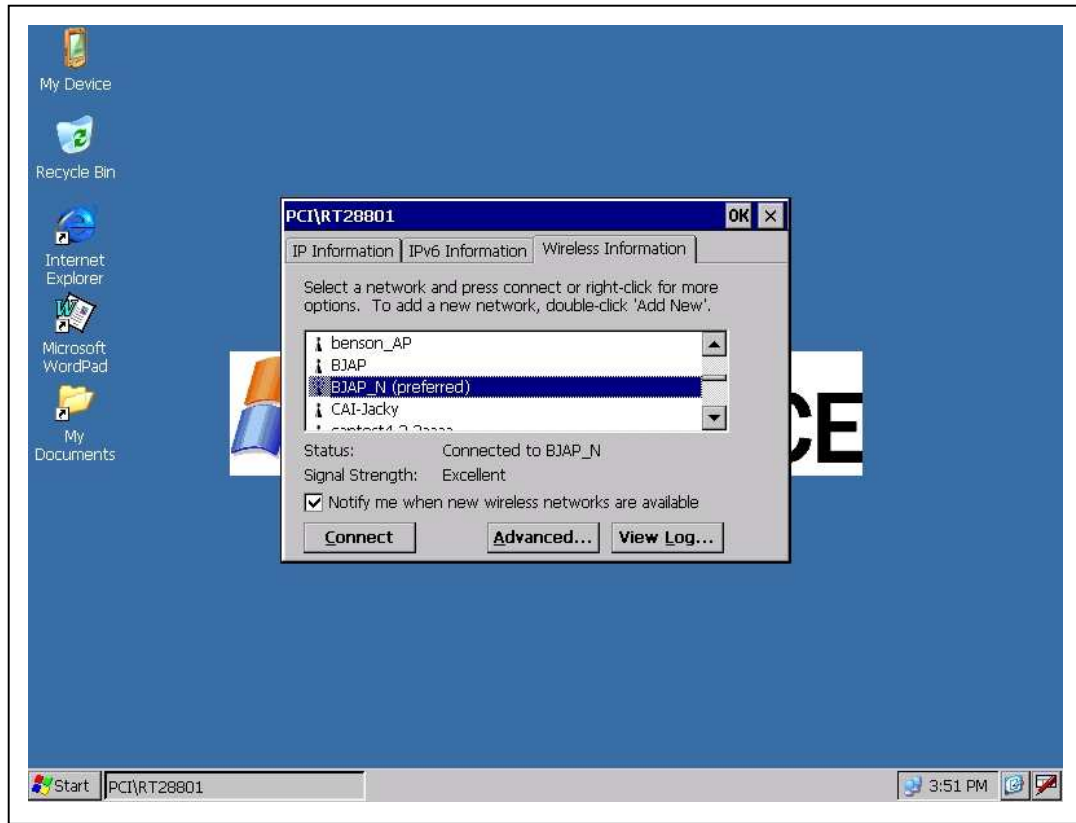 My Device
Recycle Bin
Internet
Explorer
Microsoft
WordPad
My
Documents
PCI\RT28801
OK
IP Information
IPv6 Information
Wireless Information
Select a network and press connect or right-click for more
options. To add a new network, double-click 'Add New'.
benson_AP
BJAP
BJAP_N (preferred)
CAI-Jacky
Status: Connected to BJAP_N
Signal Strength: Excellent
Notify me when new wireless networks are available
Connect
Advanced...
View Log...
CE
Start
PCI\RT28801
3:51 PM